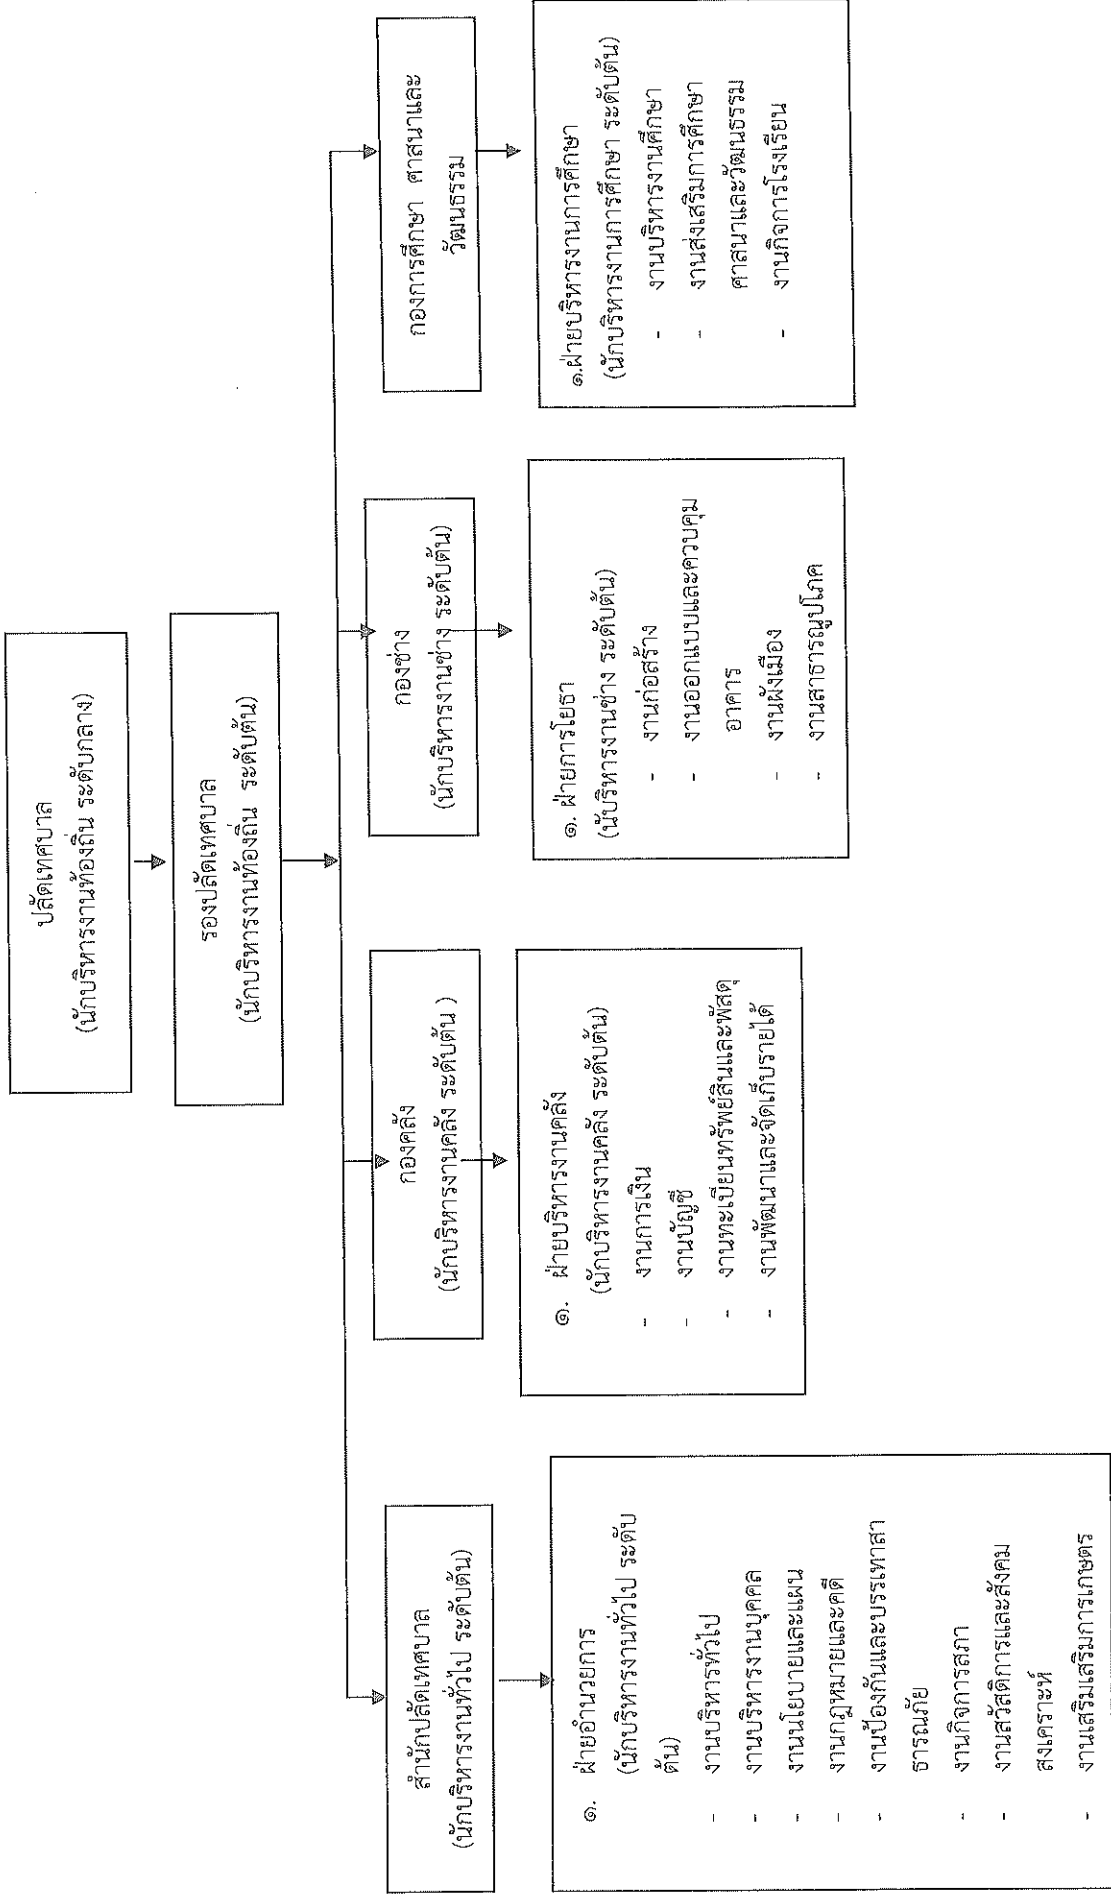 ปลัดเทศบาล
(นักบริหารงานท้องถิ่น ระดับกลาง)
รองปลัดเทศบาล
(นักบริหารงานท้องถิ่น ระดับต้น)
สำนักปลัดเทศบาล
(นักบริหารงานทั่วไป ระดับต้น)
กองคลัง
(นักบริหารงานคลัง ระดับต้น )
กองช่าง
(นักบริหารงานช่าง ระดับต้น)
กองการศึกษา ศาสนาและ
วัฒนธรรม
๑. ฝ่ายอำนวยการ
(นักบริหารงานทั่วไป ระดับ
ต้น)
- งานบริหารทั่วไป
- งานบริหารงานบุคคล
- งานนโยบายและแผน
- งานกฎหมายและคดี
- งานป้องกันและบรรเทาสา
ธารณภัย
- งานกิจการสภา
- งานสวัสดิการและสังคม
สงเคราะห์
- งานเสริมเสริมการเกษตร
๑. ฝ่ายบริหารงานคลัง
(นักบริหารงานคลัง ระดับต้น)
- งานการเงิน
- งานบัญชี
- งานทะเบียนทรัพย์สินและพัสดุ
- งานพัฒนาและจัดเก็บรายได้
๑. ฝ่ายการโยธา
(นับริหารงานช่าง ระดับต้น)
- งานก่อสร้าง
- งานออกแบบและควบคุม
อาคาร
- งานผังเมือง
- งานสาธารณูปโภค
๑.ฝ่ายบริหารงานการศึกษา
(นักบริหารงานการศึกษา ระดับต้น)
- งานบริหารงานศึกษา
- งานส่งเสริมการศึกษา
ศาสนาและวัฒนธรรม
- งานกิจการโรงเรียน